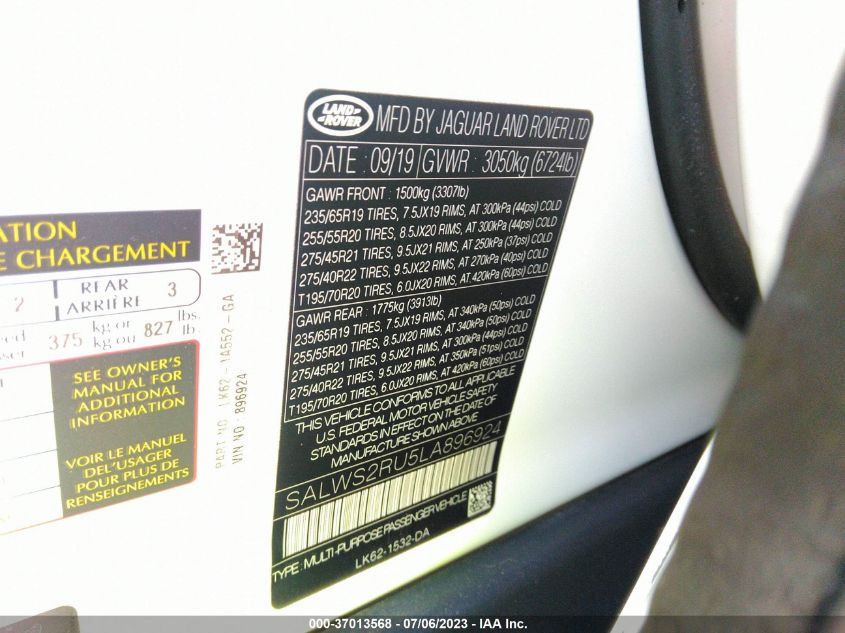 LAND ROVER
MFD BY JAGUAR LAND ROVER LTD
DATE : 09/19 GVWR : 3050kg (6724lb)
GAWR FRONT : 1500kg (3307lb)
235/65R19 TIRES, 7.5JX19 RIMS, AT 300kPa (44psi) COLD
255/55R20 TIRES, 8.5JX20 RIMS, AT 300kPa (44psi) COLD
275/45R21 TIRES, 9.5JX21 RIMS, AT 250kPa (37psi) COLD
275/40R22 TIRES, 9.5JX22 RIMS, AT 270kPa (40psi) COLD
T195/70R20 TIRES, 6.0JX20 RIMS, AT 420kPa (60psi) COLD
GAWR REAR : 1775kg (3913lb)
235/65R19 TIRES, 7.5JX19 RIMS, AT 340kPa (50psi) COLD
255/55R20 TIRES, 8.5JX20 RIMS, AT 340kPa (50psi) COLD
275/45R21 TIRES, 9.5JX21 RIMS, AT 300kPa (44psi) COLD
275/40R22 TIRES, 9.5JX22 RIMS, AT 350kPa (51psi) COLD
T195/70R20 TIRES, 6.0JX20 RIMS, AT 420kPa (60psi) COLD
THIS VEHICLE CONFORMS TO ALL APPLICABLE
U.S. FEDERAL MOTOR VEHICLE SAFETY
STANDARDS IN EFFECT ON THE DATE OF
MANUFACTURE SHOWN ABOVE
SALWS2RU5LA896924
TYPE : MULTI-PURPOSE PASSENGER VEHICLE
LK62-1532-DA
ATION
E CHARGEMENT
2 REAR ARRIÈRE 3
375 kg or kg ou 827 lbs. lb.
SEE OWNER'S
MANUAL FOR
ADDITIONAL
INFORMATION
VOIR LE MANUEL
DEL'USAGER
POUR PLUS DE
RENSEIGNEMENTS
PART NO : LK62-1A552-GA
VIN NO : 896924
000-37013568 - 07/06/2023 - IAA Inc.